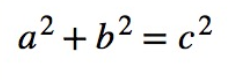 a² + b² = c²